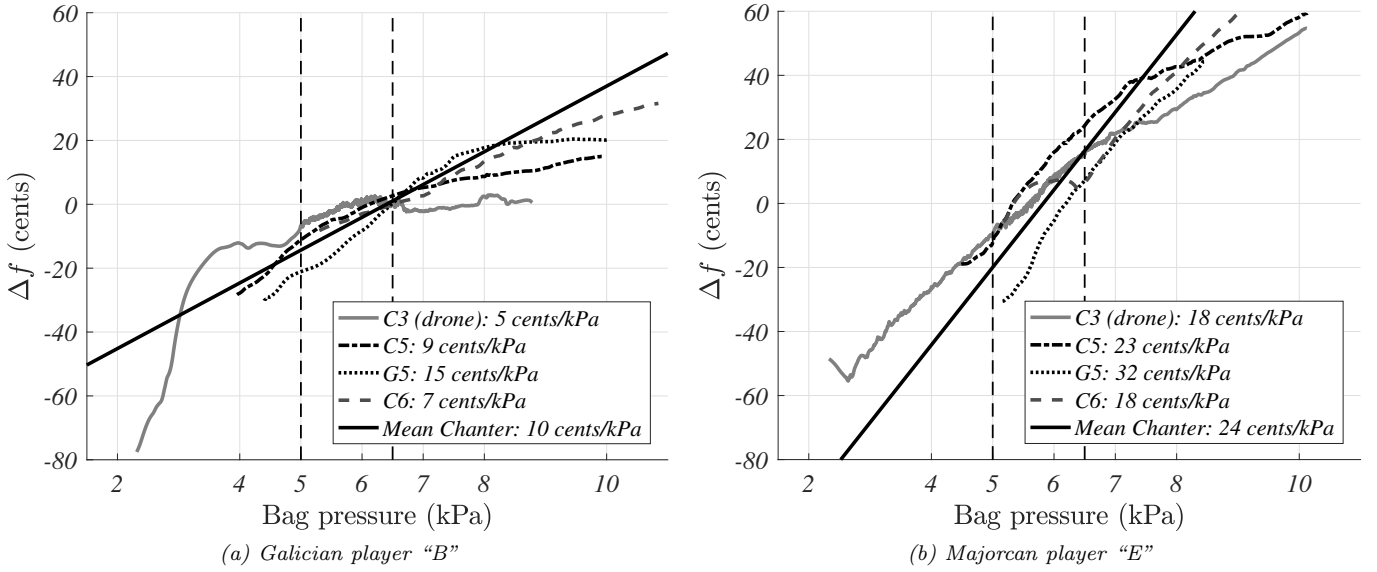 60
40
20
0
-20
-40
-60
-80
Δf (cents)
C3 (drone): 5 cents/kPa
C5: 9 cents/kPa
G5: 15 cents/kPa
C6: 7 cents/kPa
Mean Chanter: 10 cents/kPa
2 4 5 6 7 8 10
Bag pressure (kPa)
(a) Galician player “B”
60
40
20
0
-20
-40
-60
-80
Δf (cents)
C3 (drone): 18 cents/kPa
C5: 23 cents/kPa
G5: 32 cents/kPa
C6: 18 cents/kPa
Mean Chanter: 24 cents/kPa
2 4 5 6 7 8 10
Bag pressure (kPa)
(b) Majorcan player “E”